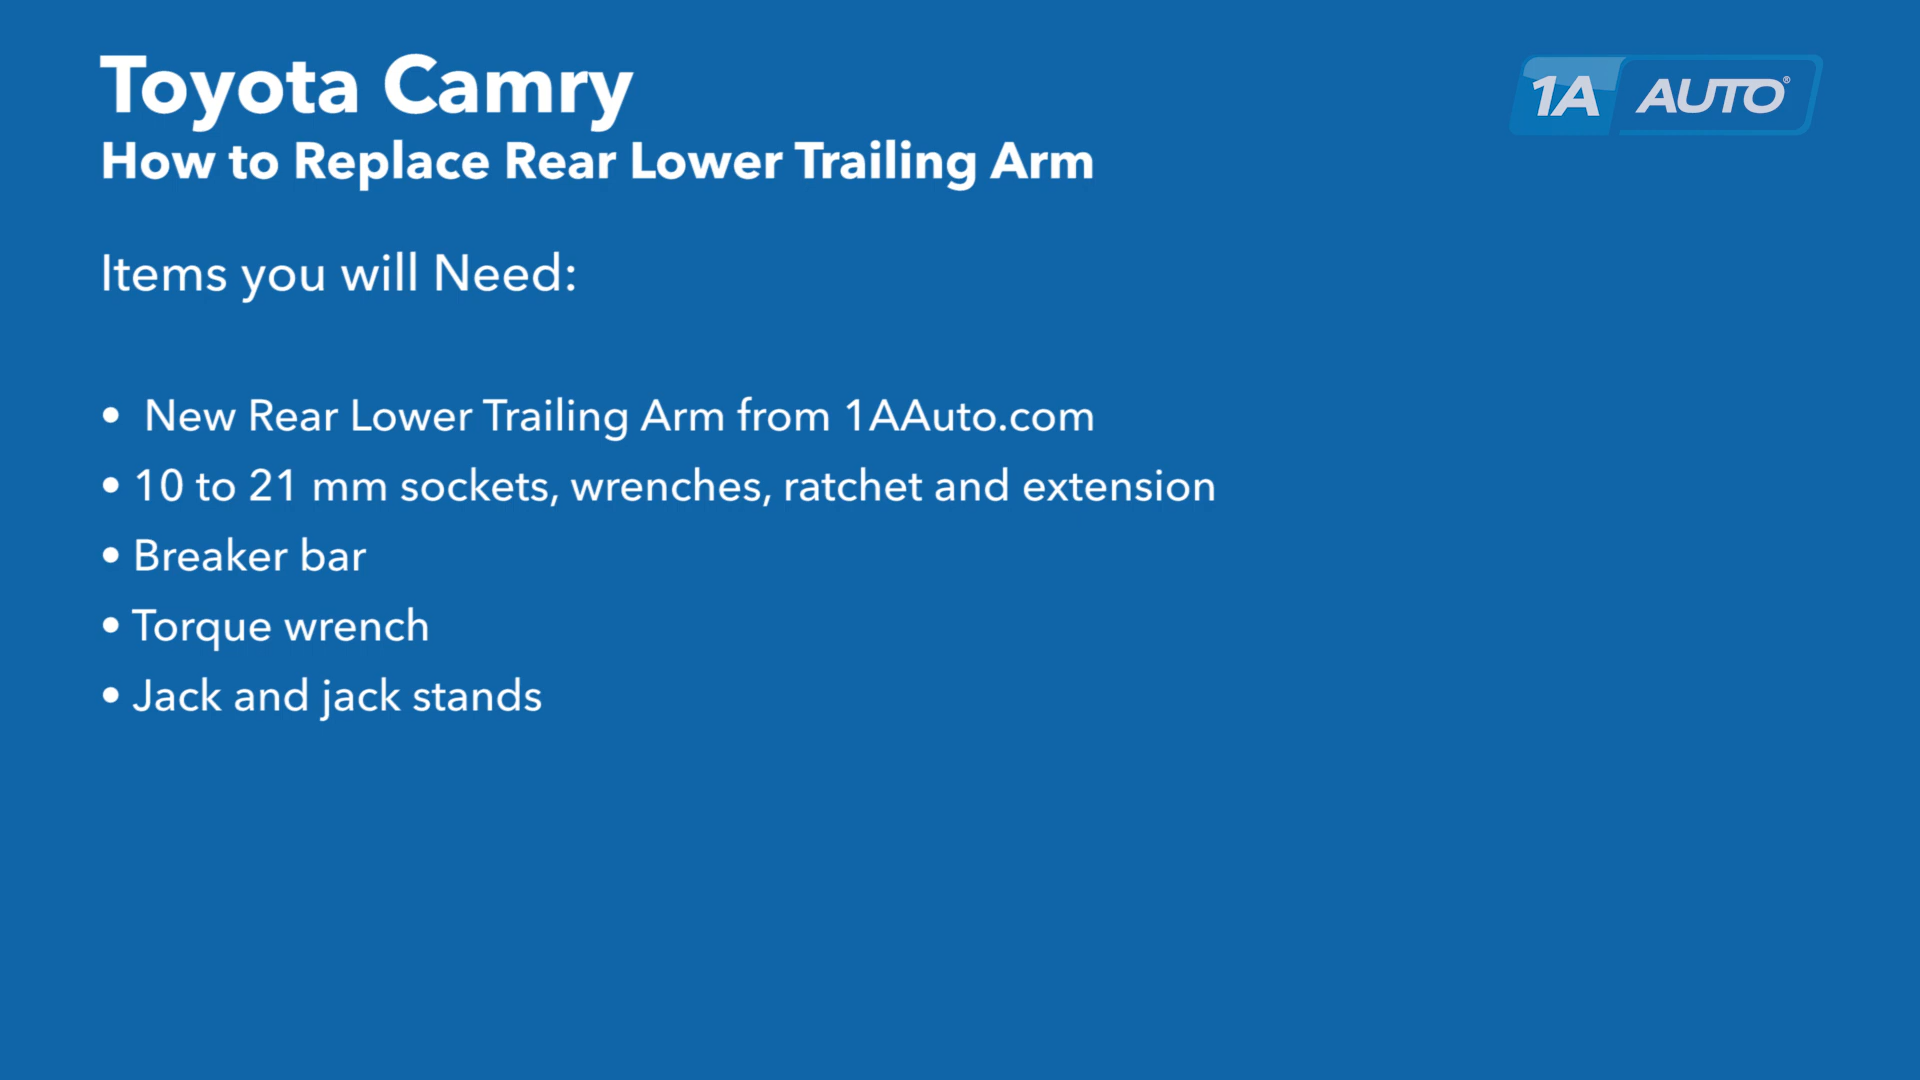 Toyota Camry
1A AUTO®
How to Replace Rear Lower Trailing Arm
Items you will Need:
• New Rear Lower Trailing Arm from 1AAuto.com
• 10 to 21 mm sockets, wrenches, ratchet and extension
• Breaker bar
• Torque wrench
• Jack and jack stands